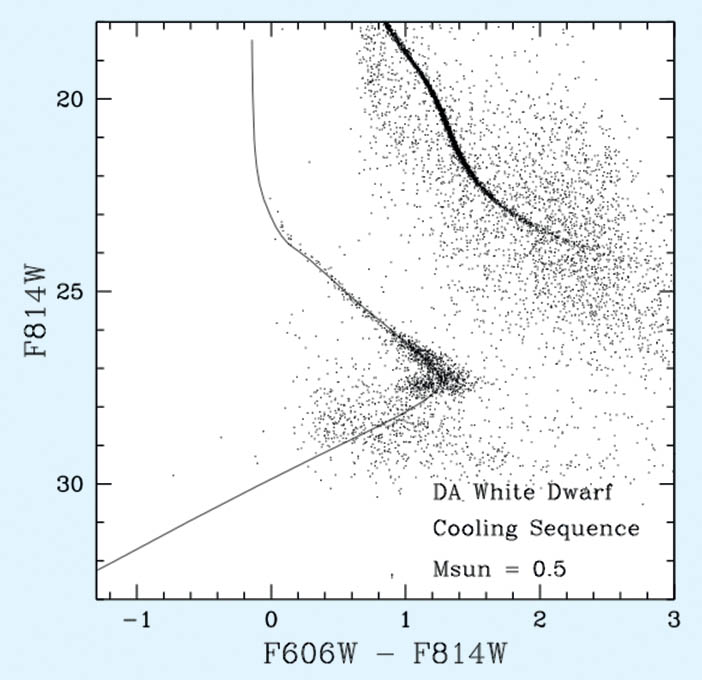 20
25
30
F814W
DA White Dwarf
Cooling Sequence
Msun = 0.5
−1 0 1 2 3
F606W − F814W